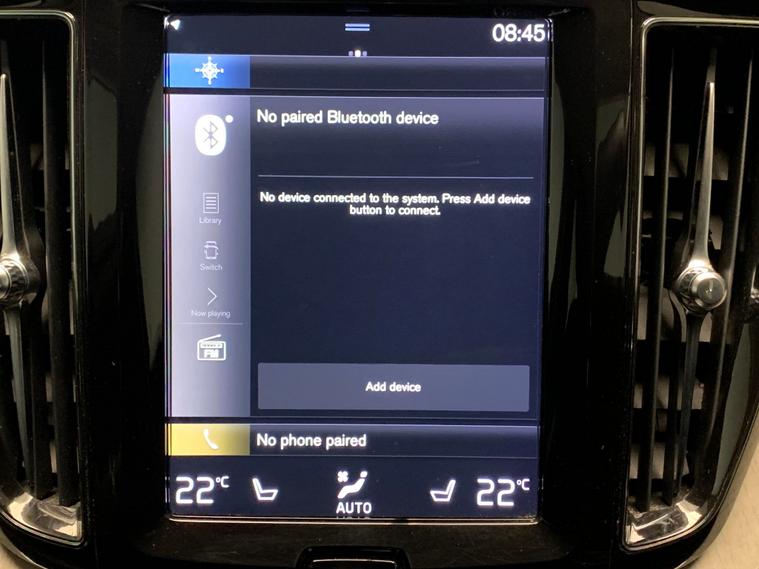 08:45
No paired Bluetooth device
No device connected to the system. Press Add device
button to connect.
Library
Switch
Now playing
FM
Add device
No phone paired
22°C
AUTO
22°C